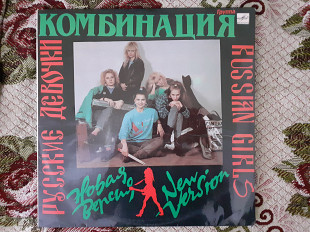 Группа
КОМБИНАЦИЯ
РУССКИЕ ДЕВОЧКИ
RUSSIAN GIRLS
Новая
версия
New
Version